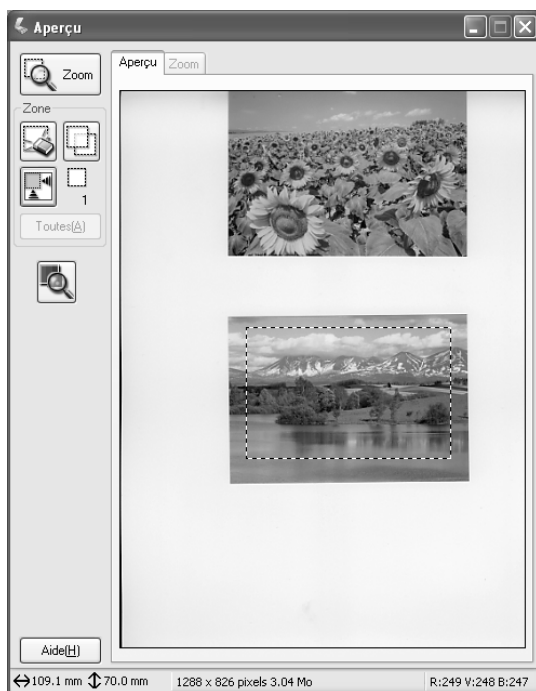 Aperçu
Zoom
Aperçu Zoom
Zone
1
Toutes(A)
Aide(H)
109.1 mm 70.0 mm 1288 x 826 pixels 3.04 Mo R:249 V:248 B:247